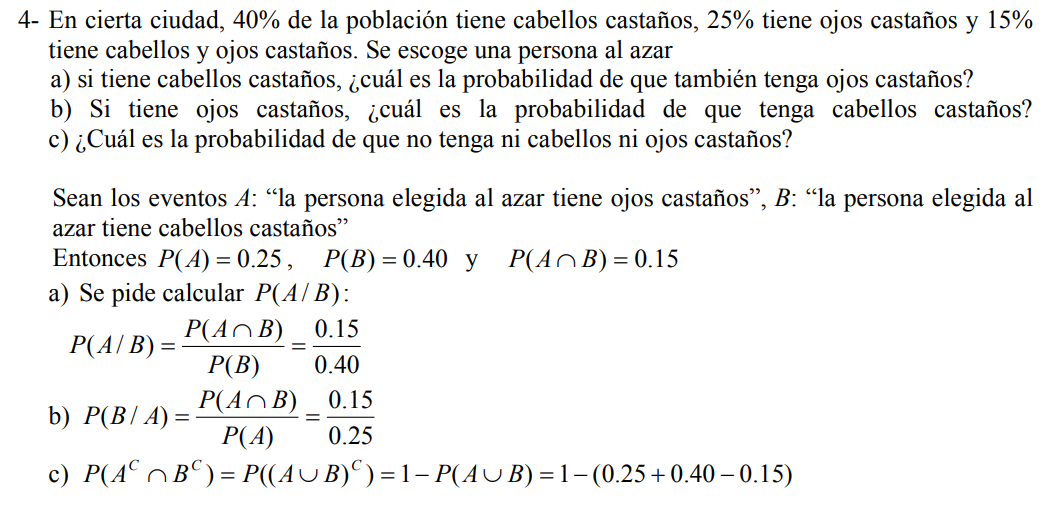 4- En cierta ciudad, 40% de la población tiene cabellos castaños, 25% tiene ojos castaños y 15%
tiene cabellos y ojos castaños. Se escoge una persona al azar
a) si tiene cabellos castaños, ¿cuál es la probabilidad de que también tenga ojos castaños?
b) Si tiene ojos castaños, ¿cuál es la probabilidad de que tenga cabellos castaños?
c) ¿Cuál es la probabilidad de que no tenga ni cabellos ni ojos castaños?
Sean los eventos A: “la persona elegida al azar tiene ojos castaños”, B: “la persona elegida al
azar tiene cabellos castaños”
Entonces P(A) = 0.25 , P(B) = 0.40 y P(A ∩ B) = 0.15
a) Se pide calcular P(A / B) :
P(A / B) = P(A ∩ B) / P(B) = 0.15 / 0.40
b) P(B / A) = P(A ∩ B) / P(A) = 0.15 / 0.25
c) P(Aᶜ ∩ Bᶜ) = P((A ∪ B)ᶜ) = 1 − P(A ∪ B) = 1 − (0.25 + 0.40 − 0.15)